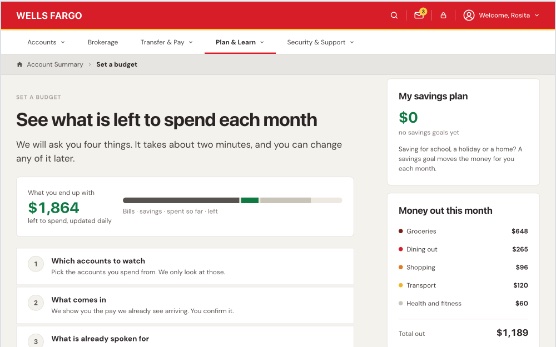 WELLS FARGO
8
Welcome, Rosita
Accounts
Brokerage
Transfer & Pay
Plan & Learn
Security & Support
Account Summary > Set a budget
SET A BUDGET
See what is left to spend each month
We will ask you four things. It takes about two minutes, and you can change
any of it later.
What you end up with
$1,864
left to spend, updated daily
Bills · savings · spent so far · left
1
Which accounts to watch
Pick the accounts you spend from. We only look at those.
2
What comes in
We show you the pay we already see arriving. You confirm it.
3
What is already spoken for
My savings plan
$0
no savings goals yet
Saving for school, a holiday or a home? A
savings goal moves the money for you
each month.
Money out this month
Groceries $648
Dining out $265
Shopping $96
Transport $120
Health and fitness $60
Total out $1,189